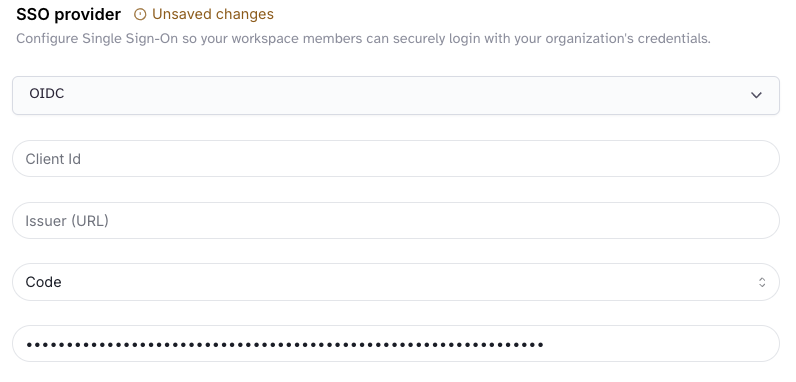 SSO provider Unsaved changes
Configure Single Sign-On so your workspace members can securely login with your organization's credentials.
OIDC
Client Id
Issuer (URL)
Code
••••••••••••••••••••••••••••••••••••••••••••••••••••••••••••••••